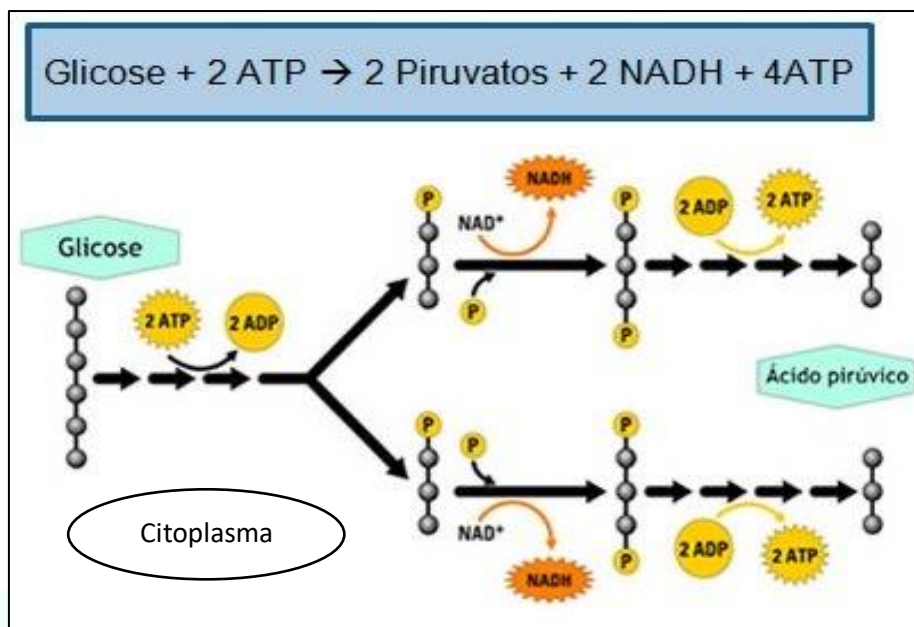 Glicose + 2 ATP → 2 Piruvatos + 2 NADH + 4ATP
Glicose
2 ATP
2 ADP
P
NAD⁺
NADH
P
P
P
2 ADP
2 ATP
Ácido pirúvico
P
P
NAD⁺
NADH
P
P
2 ADP
2 ATP
Citoplasma